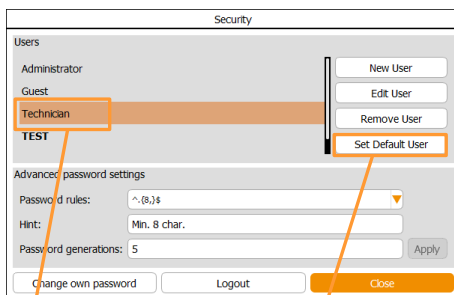 Security
Users
Administrator
Guest
Technician
TEST
New User
Edit User
Remove User
Set Default User
Advanced password settings
Password rules: ^.{8,}$
Hint: Min. 8 char.
Password generations: 5 Apply
Change own password Logout Close